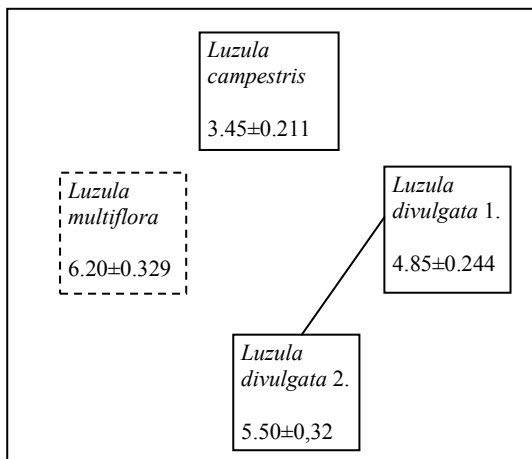 Luzula
campestris
3.45±0.211
Luzula
multiflora
6.20±0.329
Luzula
divulgata 1.
4.85±0.244
Luzula
divulgata 2.
5.50±0,32